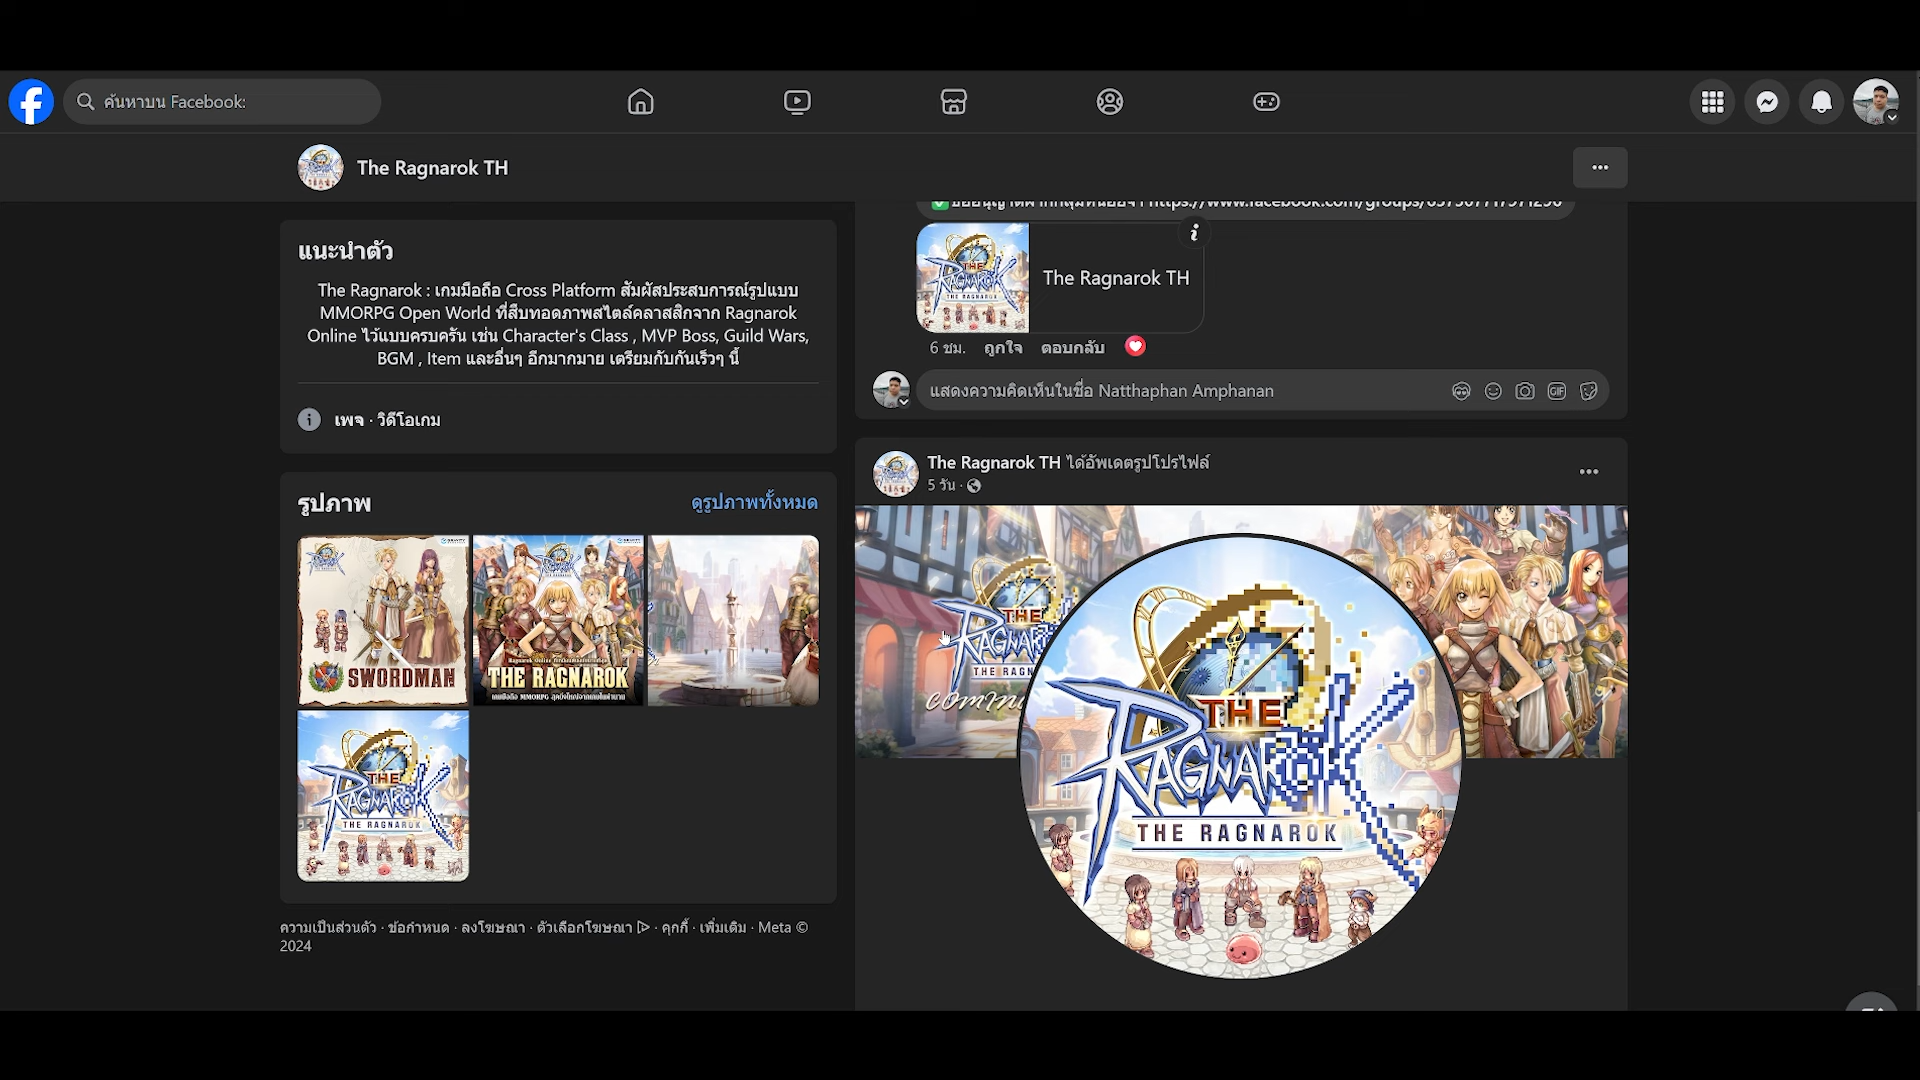 ค้นหาบน Facebook:
The Ragnarok TH
แนะนำตัว
The Ragnarok : เกมมือถือ Cross Platform สัมผัสประสบการณ์รูปแบบ
MMORPG Open World ที่สืบทอดภาพสไตล์คลาสสิกจาก Ragnarok
Online ไว้แบบครบครัน เช่น Character's Class , MVP Boss, Guild Wars,
BGM , Item และอื่นๆ อีกมากมาย เตรียมกับกันเร็วๆ นี้
เพจ · วิดีโอเกม
รูปภาพ
ดูรูปภาพทั้งหมด
SWORDMAN
THE RAGNAROK
THE
RAGNAROK
THE RAGNAROK
ความเป็นส่วนตัว · ข้อกำหนด · ลงโฆษณา · ตัวเลือกโฆษณา · คุกกี้ · เพิ่มเติม · Meta ©
2024
THE
RAGNAROK
THE RAGNAROK
The Ragnarok TH
6 ชม. ถูกใจ ตอบกลับ
แสดงความคิดเห็นในชื่อ Natthaphan Amphanan
GIF
The Ragnarok TH ได้อัพเดตรูปโปรไฟล์
5 วัน ·
THE
RAGNAROK
THE RAGNAROK